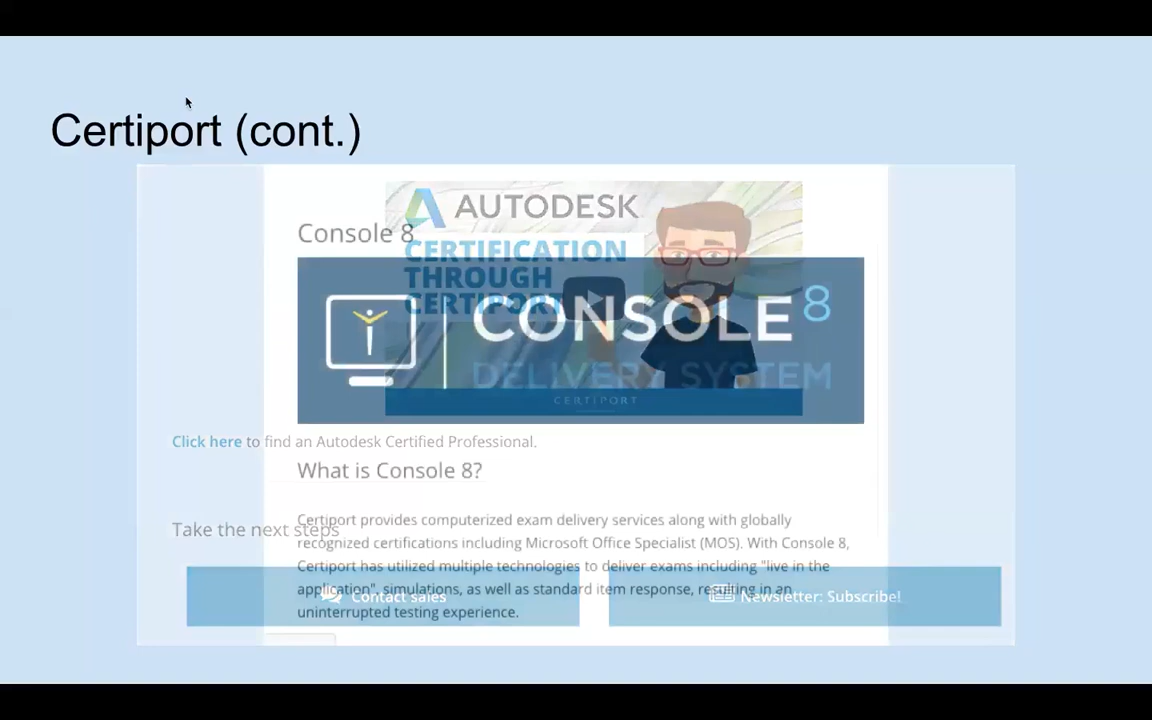 Certiport (cont.)
AUTODESK
Console 8
CERTIFICATION
THROUGH
CERTIPORT
CONSOLE 8
DELIVERY SYSTEM
CERTIPORT
Click here to find an Autodesk Certified Professional.
What is Console 8?
Certiport provides computerized exam delivery services along with globally
Take the next steps
recognized certifications including Microsoft Office Specialist (MOS). With Console 8,
Certiport has utilized multiple technologies to deliver exams including "live in the
application", simulations, as well as standard item response, resulting in an
Contact sales
Newsletter: Subscribe!
uninterrupted testing experience.